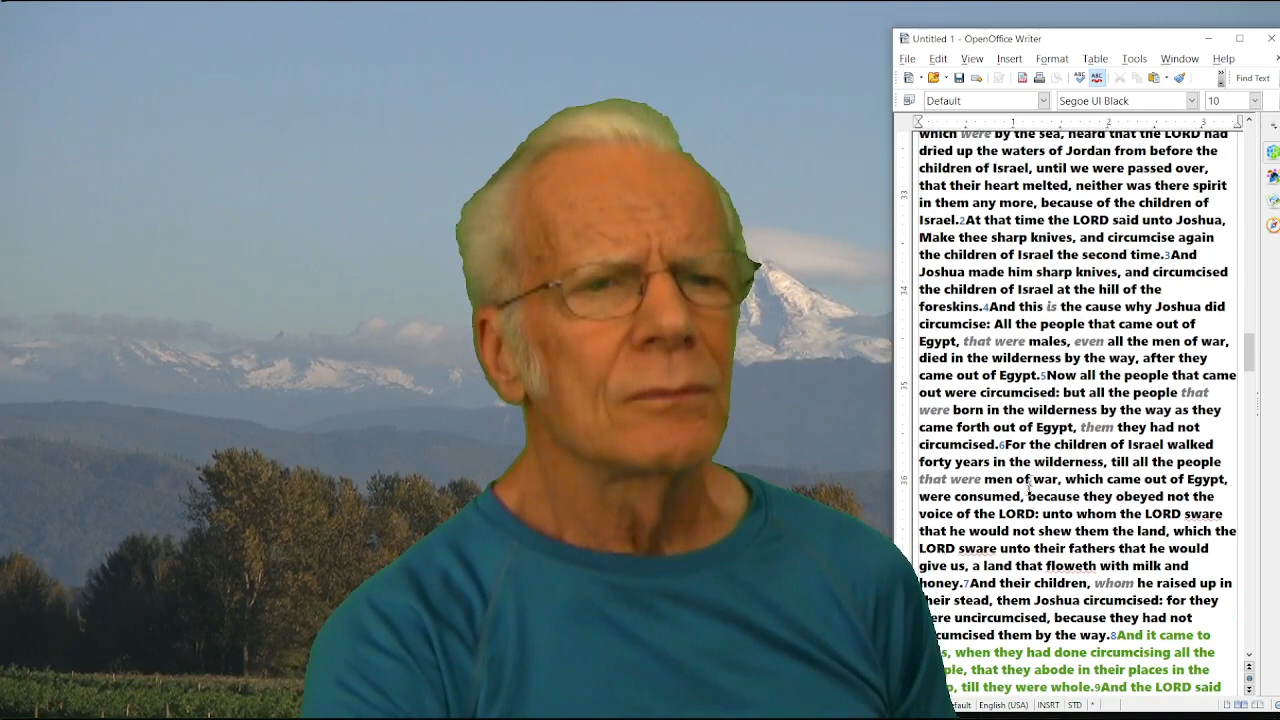 Untitled 1 - OpenOffice Writer
File Edit View Insert Format Table Tools Window Help
Find Text
Default Segoe UI Black 10
1 2 3
which were by the sea, heard that the LORD had
dried up the waters of Jordan from before the
children of Israel, until we were passed over,
that their heart melted, neither was there spirit
in them any more, because of the children of
Israel.2At that time the LORD said unto Joshua,
Make thee sharp knives, and circumcise again
the children of Israel the second time.3And
Joshua made him sharp knives, and circumcised
the children of Israel at the hill of the
foreskins.4And this is the cause why Joshua did
circumcise: All the people that came out of
Egypt, that were males, even all the men of war,
died in the wilderness by the way, after they
came out of Egypt.5Now all the people that came
out were circumcised: but all the people that
were born in the wilderness by the way as they
came forth out of Egypt, them they had not
circumcised.6For the children of Israel walked
forty years in the wilderness, till all the people
that were men of war, which came out of Egypt,
were consumed, because they obeyed not the
voice of the LORD: unto whom the LORD sware
that he would not shew them the land, which the
LORD sware unto their fathers that he would
give us, a land that floweth with milk and
honey.7And their children, whom he raised up in
their stead, them Joshua circumcised: for they
ere uncircumcised, because they had not
cumcised them by the way.8And it came to
s, when they had done circumcising all the
ple, that they abode in their places in the
o, till they were whole.9And the LORD said
33
34
35
36
efault English (USA) INSRT STD *